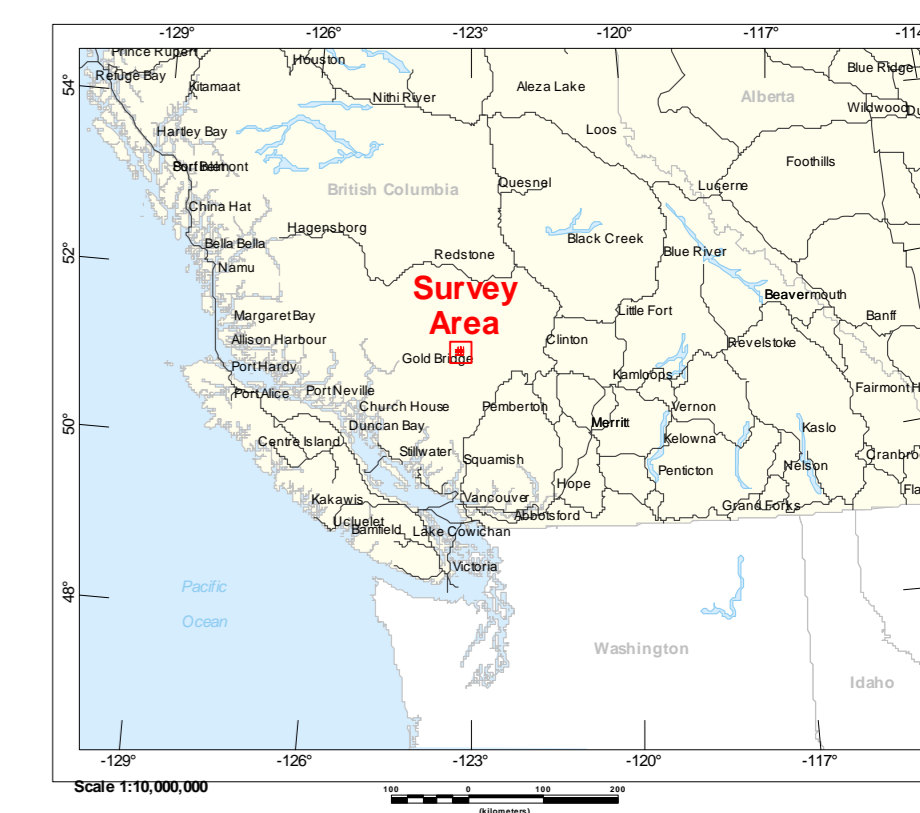 -129°
-126°
-123°
-120°
-117°
Prince Rupert
Houston
Refuge Bay
Blue Ridge
54°
Kitamaat
Nithi River
Aleza Lake
Alberta
Wildwood
Hartley Bay
Loos
Foothills
British Columbia
Quesnel
Lucerne
China Hat
Hagensborg
Black Creek
Bella Bella
52°
Redstone
Blue River
Namu
Survey
Area
Beavermouth
Margaret Bay
Little Fort
Banff
Allison Harbour
Clinton
Revelstoke
Gold Bridge
Port Hardy
Kamloops
Port Alice
Port Neville
Fairmont H
Church House
Pemberton
Vernon
50°
Duncan Bay
Merritt
Kaslo
Centre Island
Kelowna
Stillwater
Squamish
Cranbro
Penticton
Nelson
Hope
Fla
Kakawis
Vancouver
Grand Forks
Ucluelet
Abbotsford
Bamfield
Lake Cowichan
Victoria
48°
Pacific
Ocean
Washington
Idaho
-129°
-126°
-123°
-120°
-117°
Scale 1:10,000,000
100 0 100 200
(kilometers)